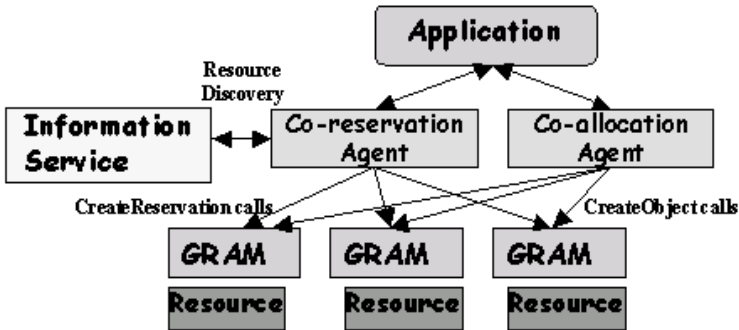 Application
Resource
Discovery
Information
Service
Co-reservation
Agent
Co-allocation
Agent
CreateReservation calls
CreateObject calls
GRAM
GRAM
GRAM
Resource
Resource
Resource